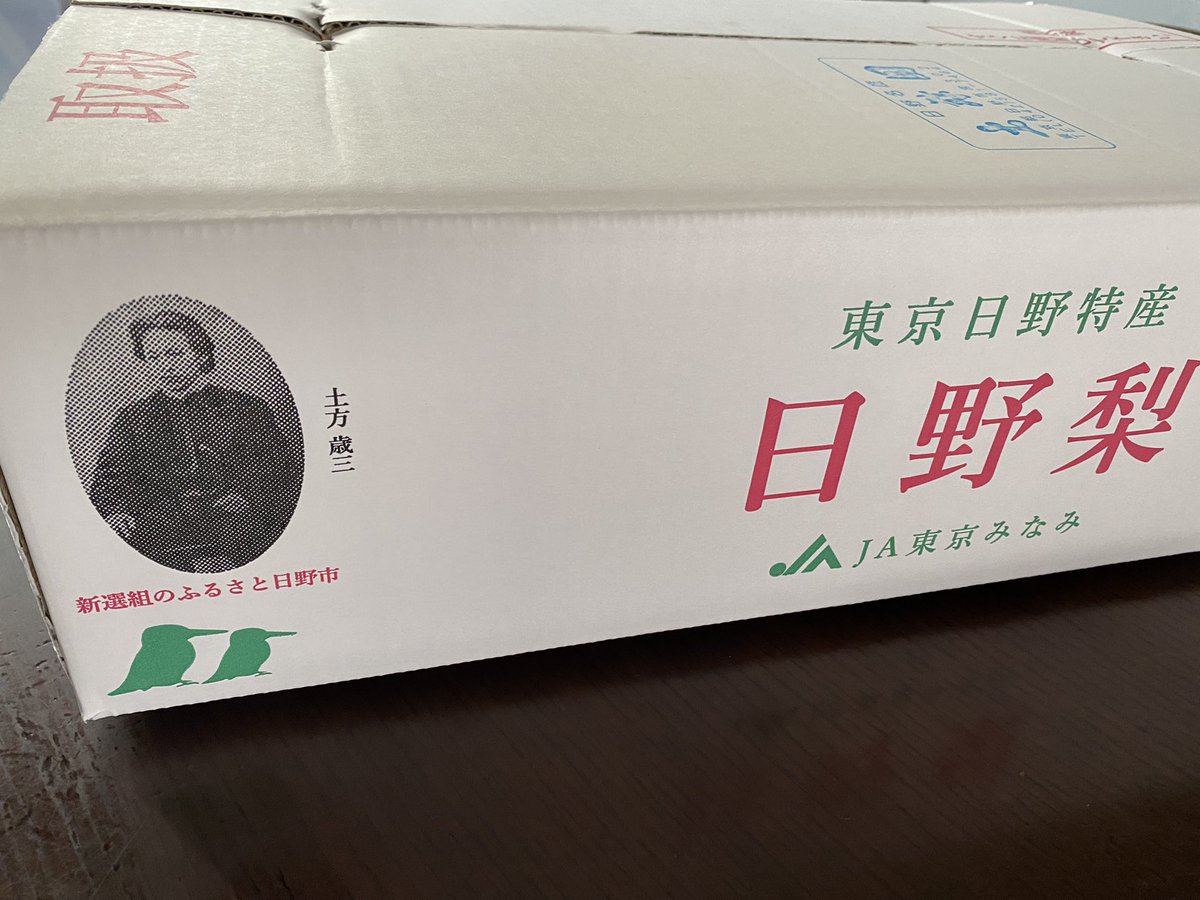 取扱
東京日野特産
日野梨
JA東京みなみ
土方歳三
新選組のふるさと日野市